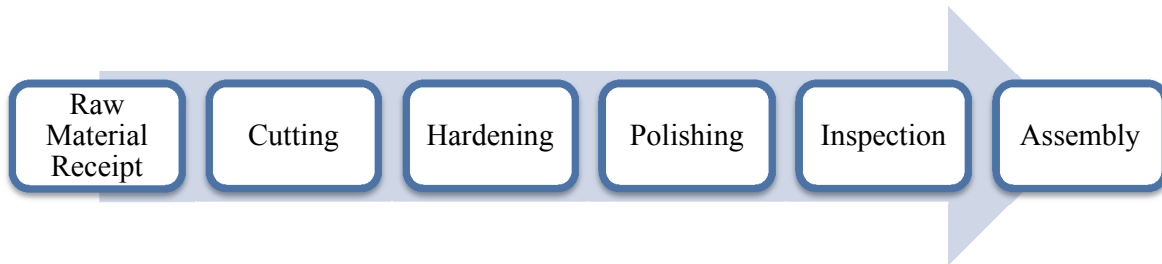 Raw
Material
Receipt
Cutting
Hardening
Polishing
Inspection
Assembly